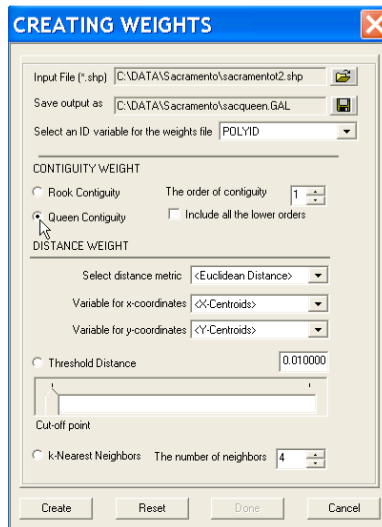 CREATING WEIGHTS
Input File (*.shp) C:\DATA\Sacramento\sacramentot2.shp
Save output as C:\DATA\Sacramento\sacqueen.GAL
Select an ID variable for the weights file POLYID
CONTIGUITY WEIGHT
Rook Contiguity The order of contiguity 1
Queen Contiguity Include all the lower orders
DISTANCE WEIGHT
Select distance metric <Euclidean Distance>
Variable for x-coordinates <X-Centroids>
Variable for y-coordinates <Y-Centroids>
Threshold Distance 0.010000
Cut-off point
k-Nearest Neighbors The number of neighbors 4
Create Reset Done Cancel